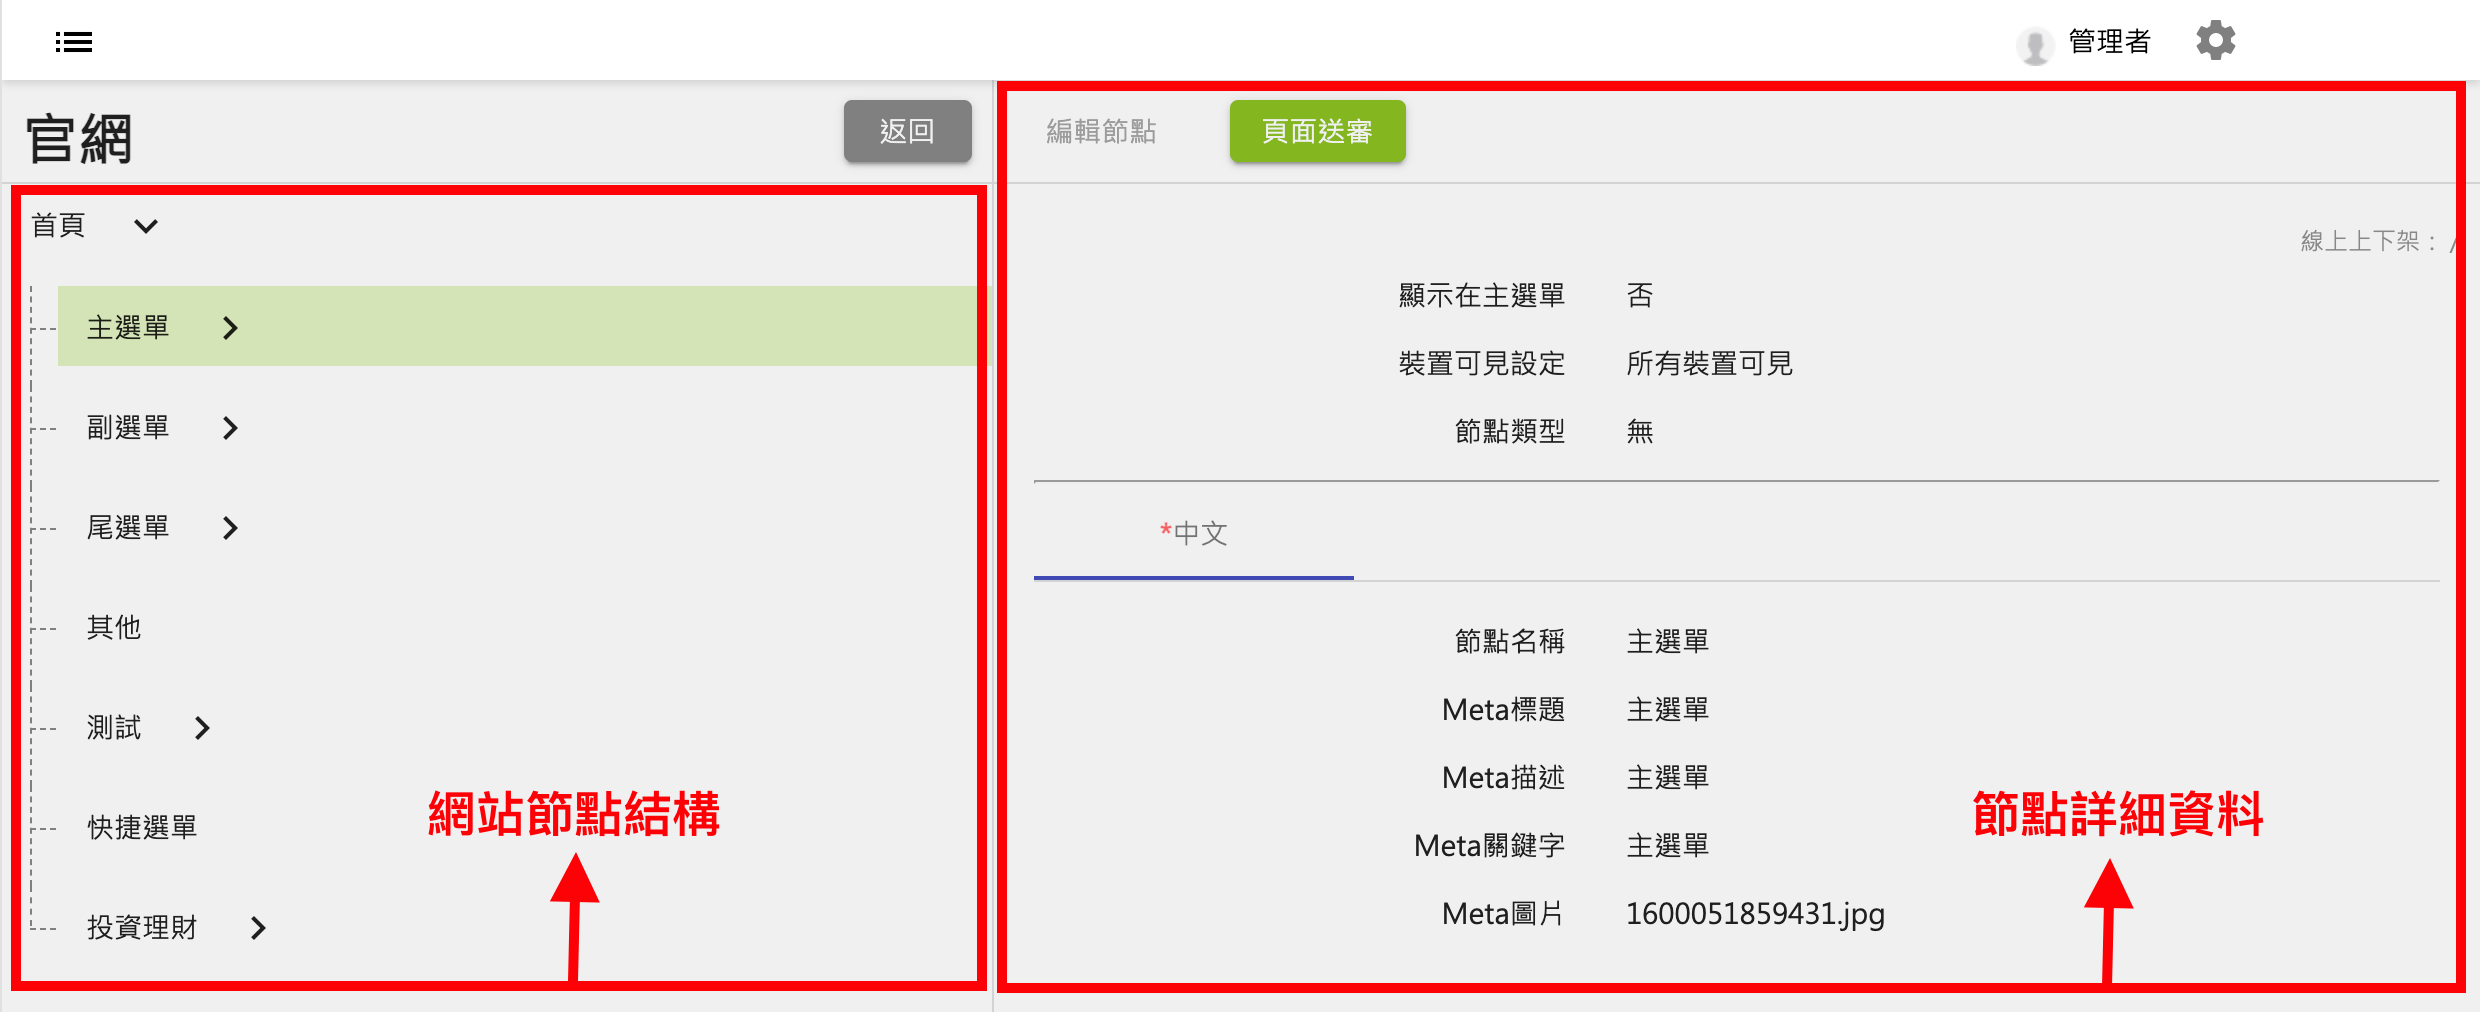 管理者
官網
返回
首頁
主選單
副選單
尾選單
其他
測試
快捷選單
投資理財
網站節點結構
編輯節點
頁面送審
線上上下架： /
顯示在主選單 否
裝置可見設定 所有裝置可見
節點類型 無
*中文
節點名稱 主選單
Meta標題 主選單
Meta描述 主選單
Meta關鍵字 主選單
Meta圖片 1600051859431.jpg
節點詳細資料